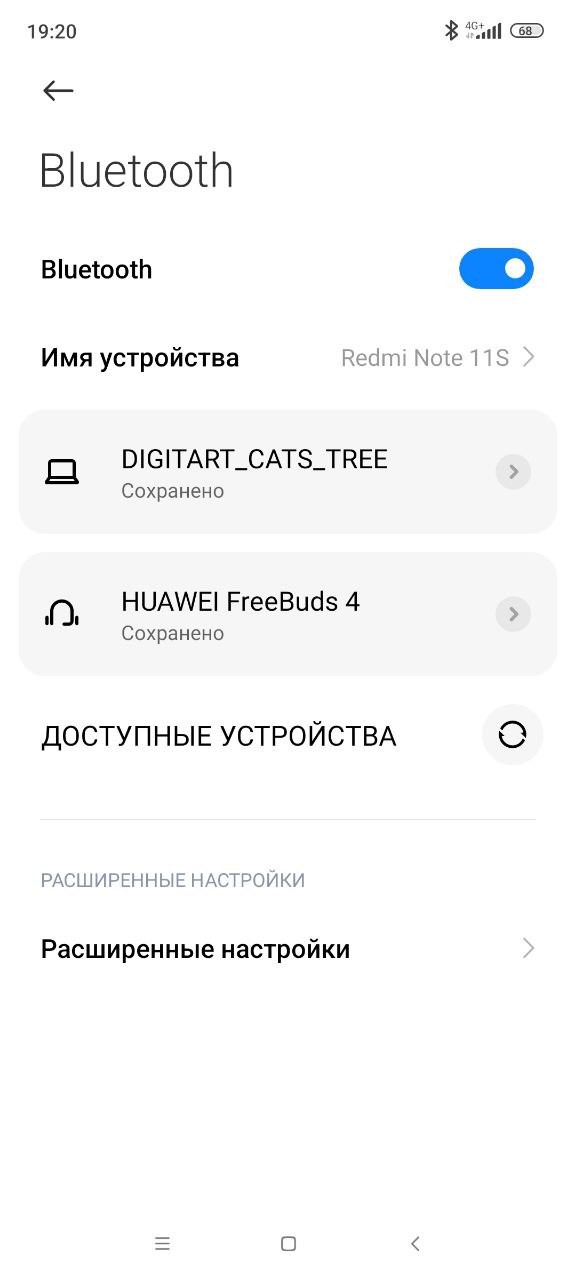 19:20
4G+
68
Bluetooth
Bluetooth
Имя устройства
Redmi Note 11S
DIGITART_CATS_TREE
Сохранено
HUAWEI FreeBuds 4
Сохранено
ДОСТУПНЫЕ УСТРОЙСТВА
РАСШИРЕННЫЕ НАСТРОЙКИ
Расширенные настройки